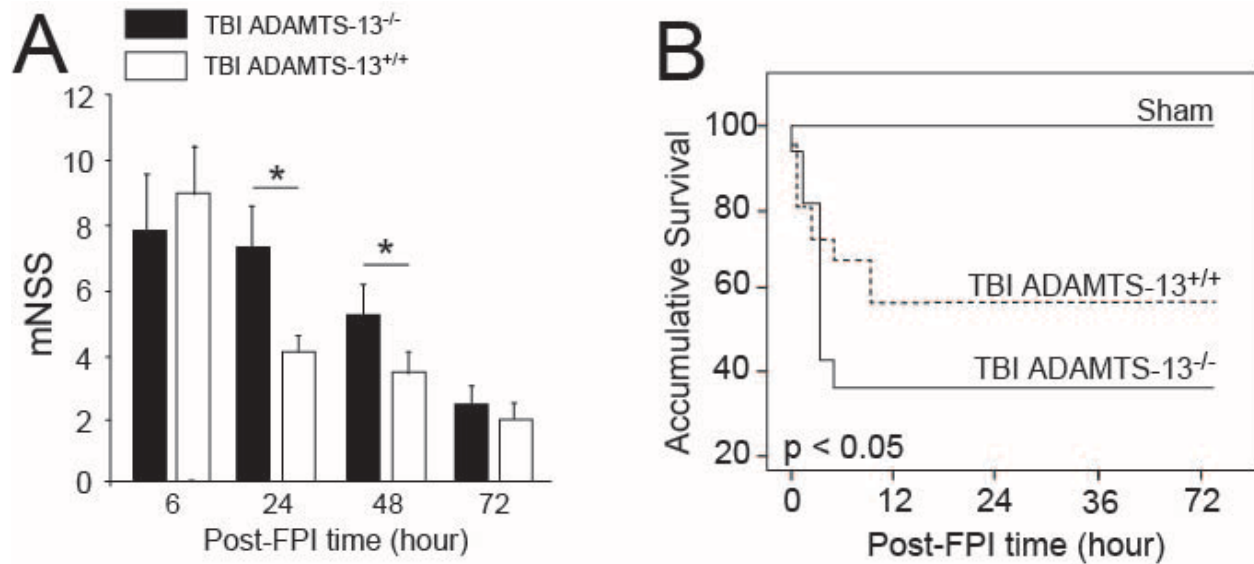 A
TBI ADAMTS-13-/-
TBI ADAMTS-13+/+
12
10
8
6
4
2
0
mNSS
*
*
6 24 48 72
Post-FPI time (hour)
B
Accumulative Survival
100
80
60
40
20
Sham
TBI ADAMTS-13+/+
TBI ADAMTS-13-/-
p < 0.05
0 12 24 36 72
Post-FPI time (hour)